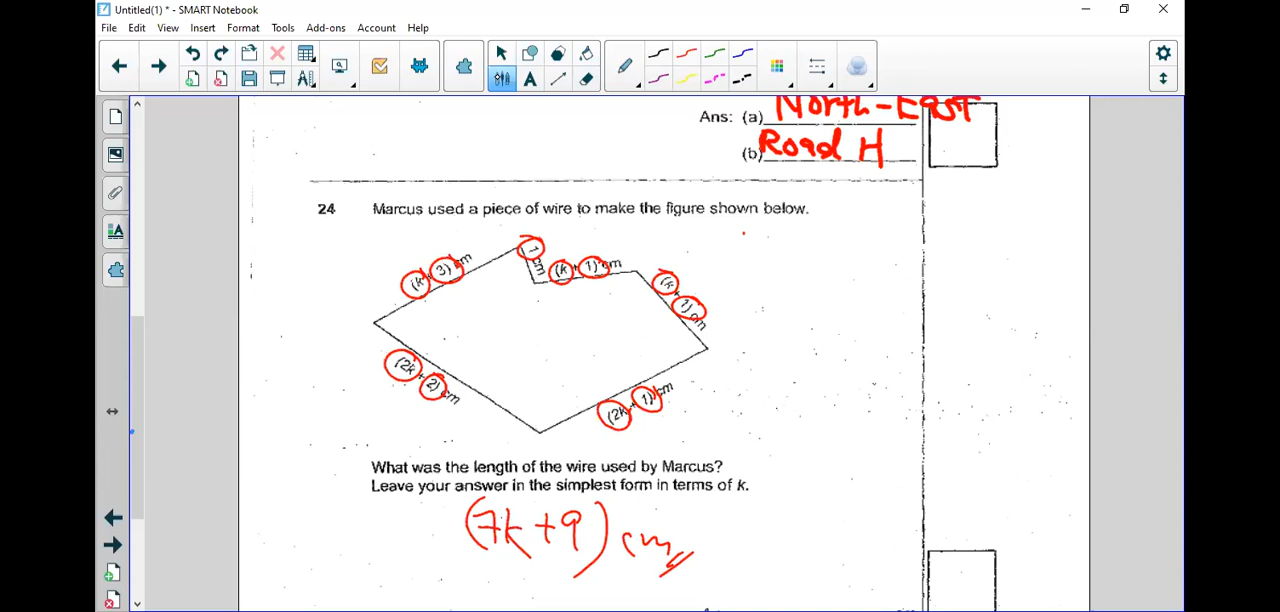 Untitled(1) * - SMART Notebook
File Edit View Insert Format Tools Add-ons Account Help
Ans: (a) North-East
(b) Road H
24 Marcus used a piece of wire to make the figure shown below.
(k + 3) cm
1 cm
(k + 1) cm
(k + 1) cm
(2k + 2) cm
(2k + 1) cm
What was the length of the wire used by Marcus?
Leave your answer in the simplest form in terms of k.
(7k + 9) cm